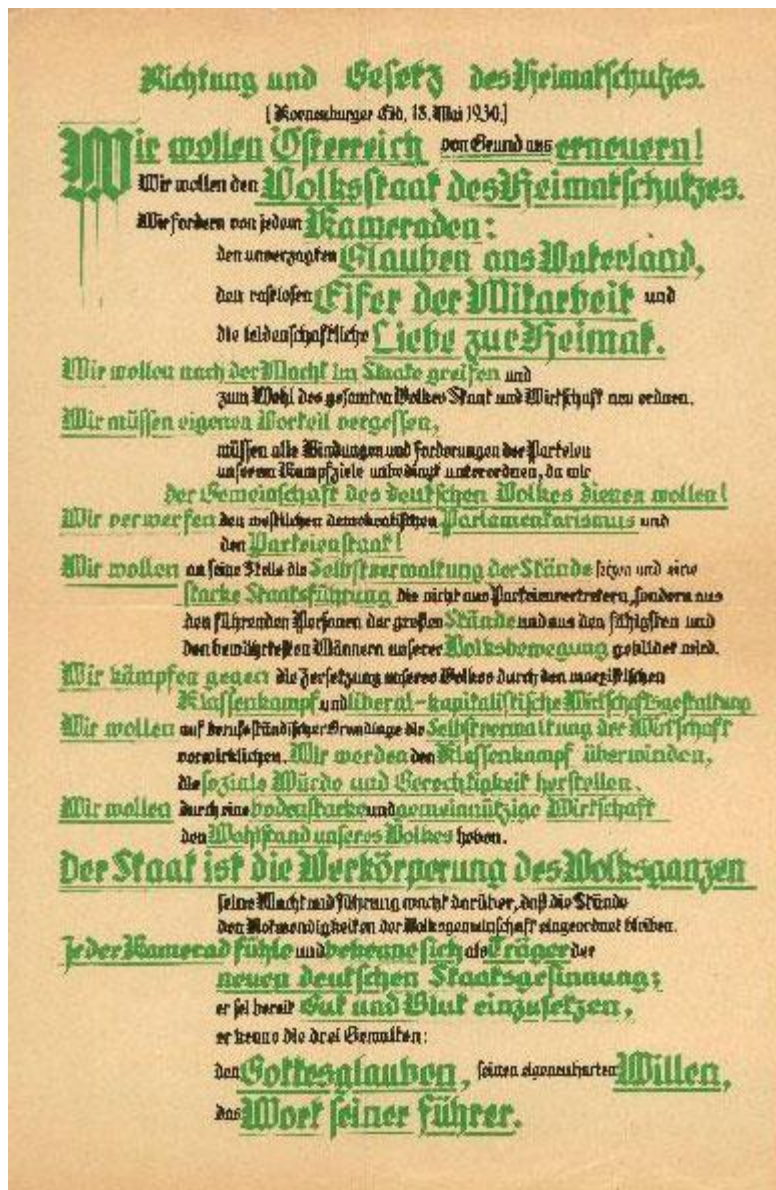 Richtung und Gesetz des Heimatschutzes.
[Korneuburger Eid, 18. Mai 1930.]
Wir wollen Österreich von Grund aus erneuern!
Wir wollen den Volksstaat des Heimatschutzes.
Wir fordern von jedem Kameraden:
den unverzagten Glauben ans Vaterland,
den rastlosen Eifer der Mitarbeit und
die leidenschaftliche Liebe zur Heimat.
Wir wollen nach der Macht im Staate greifen und
zum Wohl des gesamten Volkes Staat und Wirtschaft neu ordnen.
Wir müssen eigenen Vorteil vergessen,
müssen alle Bindungen und Forderungen der Parteien
unserem Kampfziele unbedingt unterordnen, da wir
der Gemeinschaft des deutschen Volkes dienen wollen!
Wir verwerfen den westlichen demokratischen Parlamentarismus und
den Parteienstaat!
Wir wollen an seine Stelle die Selbstverwaltung der Stände setzen und eine
starke Staatsführung die nicht aus Parteienvertretern, sondern aus
den führenden Personen der großen Stände und aus den fähigsten und
den bewährtesten Männern unserer Volksbewegung gebildet wird.
Wir kämpfen gegen die Zersetzung unseres Volkes durch den marxistischen
Klassenkampf und liberal-kapitalistische Wirtschaftsgestaltung
Wir wollen auf berufsständischer Grundlage die Selbstverwaltung der Wirtschaft
verwirklichen. Wir werden den Klassenkampf überwinden,
die soziale Würde und Gerechtigkeit herstellen.
Wir wollen durch eine bodenstarke und gemeinnützige Wirtschaft
den Wohlstand unseres Volkes heben.
Der Staat ist die Verkörperung des Volksganzen
seine Macht und Führung wacht darüber, daß die Stände
den Notwendigkeiten der Volksgemeinschaft eingeordnet bleiben.
Jeder Kamerad fühle und bekenne sich als Träger der
neuen deutschen Staatsgesinnung;
er sei bereit Gut und Blut einzusetzen,
er kenne die drei Gewalten:
den Gottesglauben, seinen eigenen harten Willen,
das Wort seiner Führer.